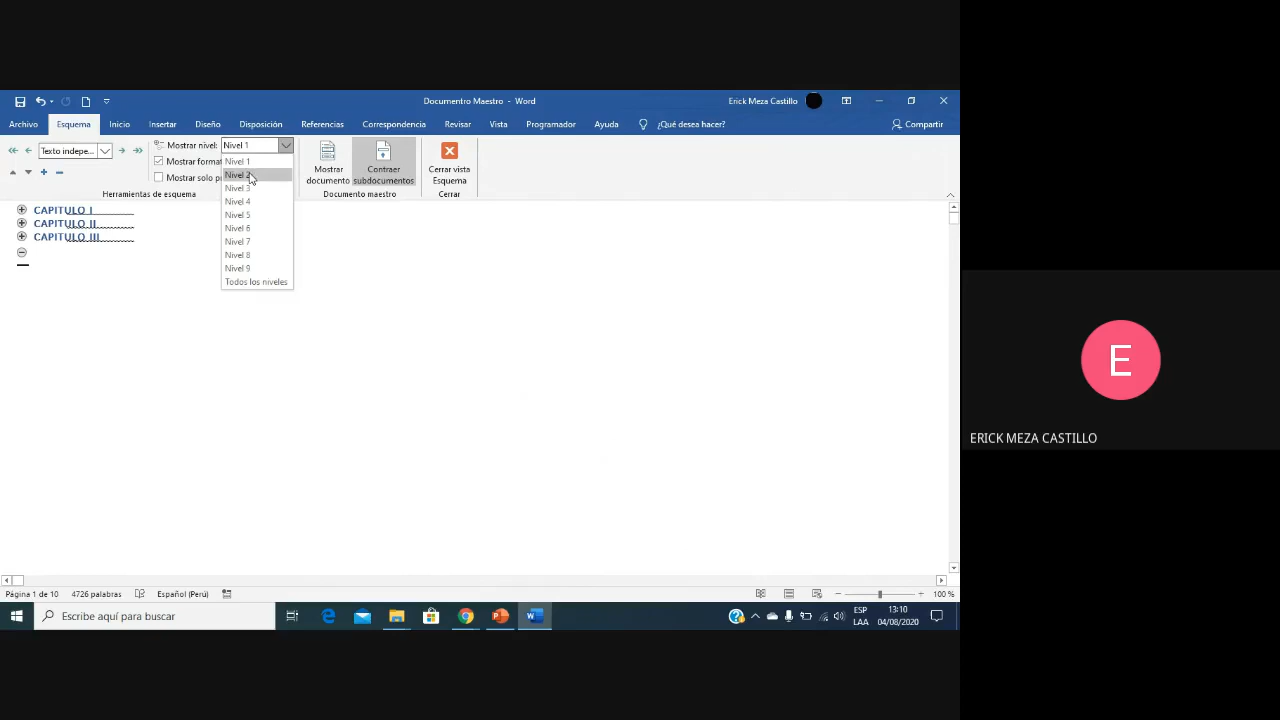 Documentro Maestro - Word
Erick Meza Castillo
Archivo Esquema Inicio Insertar Diseño Disposición Referencias Correspondencia Revisar Vista Programador Ayuda ¿Qué desea hacer? Compartir
Texto indepe...
Mostrar nivel: Nivel 1
Mostrar format
Mostrar solo p
Herramientas de esquema
Mostrar documento
Contraer subdocumentos
Documento maestro
Cerrar vista Esquema
Cerrar
Nivel 1
Nivel 2
Nivel 3
Nivel 4
Nivel 5
Nivel 6
Nivel 7
Nivel 8
Nivel 9
Todos los niveles
CAPITULO I
CAPITULO II
CAPITULO III
E
ERICK MEZA CASTILLO
Página 1 de 10 4726 palabras Español (Perú) 100 %
Escribe aquí para buscar
ESP
LAA
13:10
04/08/2020